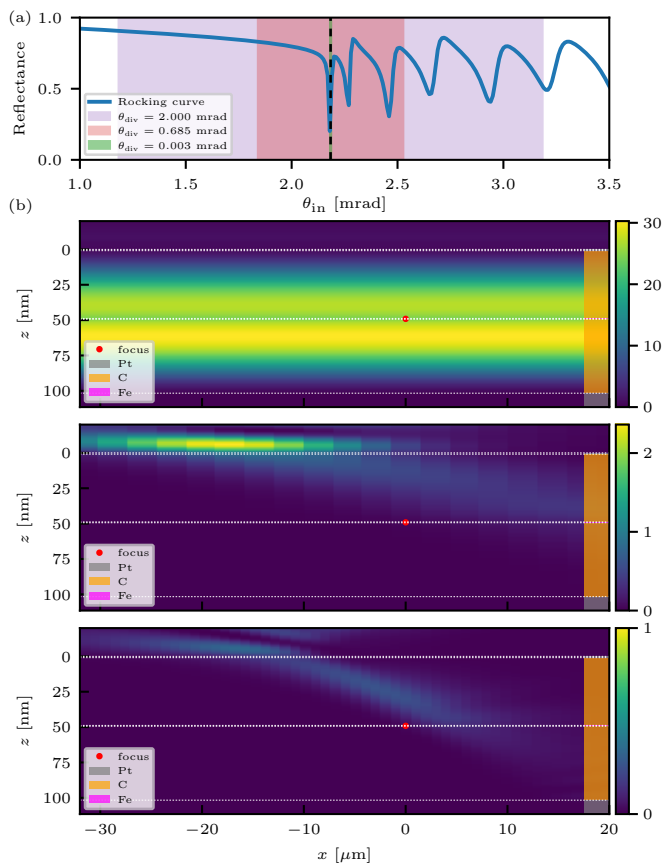 (a)
1.0
0.5
0.0
Reflectance
Rocking curve
θdiv = 2.000 mrad
θdiv = 0.685 mrad
θdiv = 0.003 mrad
1.0 1.5 2.0 2.5 3.0 3.5
θin [mrad]
(b)
0
25
50
75
100
z [nm]
focus
Pt
C
Fe
30
20
10
0
0
25
50
75
100
z [nm]
focus
Pt
C
Fe
2
1
0
0
25
50
75
100
z [nm]
focus
Pt
C
Fe
1
0
−30 −20 −10 0 10 20
x [μm]